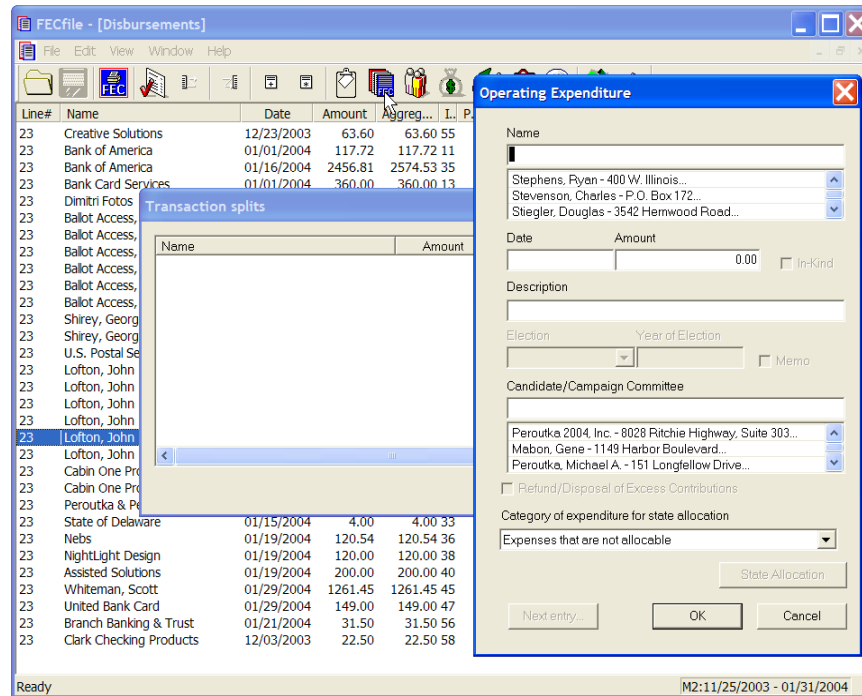 FECfile - [Disbursements]
File Edit View Window Help
FEC FEC
Line# Name Date Amount Aggreg... I.. P.
23 Creative Solutions 12/23/2003 63.60 63.60 55
23 Bank of America 01/01/2004 117.72 117.72 11
23 Bank of America 01/16/2004 2456.81 2574.53 35
23 Bank Card Services 01/01/2004 360.00 360.00 13
23 Dimitri Fotos
23 Ballot Access,
23 Ballot Access,
23 Ballot Access,
23 Ballot Access,
23 Ballot Access,
23 Ballot Access,
23 Shirey, Georg
23 Shirey, Georg
23 U.S. Postal Se
23 Lofton, John
23 Lofton, John
23 Lofton, John
23 Lofton, John
23 Lofton, John
23 Lofton, John
23 Cabin One Pro
23 Cabin One Pro
23 Peroutka & Pe
23 State of Delaware 01/15/2004 4.00 4.00 33
23 Nebs 01/19/2004 120.54 120.54 36
23 NightLight Design 01/19/2004 120.00 120.00 38
23 Assisted Solutions 01/19/2004 200.00 200.00 40
23 Whiteman, Scott 01/29/2004 1261.45 1261.45 45
23 United Bank Card 01/29/2004 149.00 149.00 47
23 Branch Banking & Trust 01/21/2004 31.50 31.50 56
23 Clark Checking Products 12/03/2003 22.50 22.50 58
Ready M2:11/25/2003 - 01/31/2004
Transaction splits
Name Amount
Operating Expenditure
Name
Stephens, Ryan - 400 W. Illinois...
Stevenson, Charles - P.O. Box 172...
Stiegler, Douglas - 3542 Hernwood Road...
Date Amount
0.00 In-Kind
Description
Election Year of Election
Memo
Candidate/Campaign Committee
Peroutka 2004, Inc. - 8028 Ritchie Highway, Suite 303...
Mabon, Gene - 1149 Harbor Boulevard...
Peroutka, Michael A. - 151 Longfellow Drive...
Refund/Disposal of Excess Contributions
Category of expenditure for state allocation
Expenses that are not allocable
State Allocation
Next entry... OK Cancel